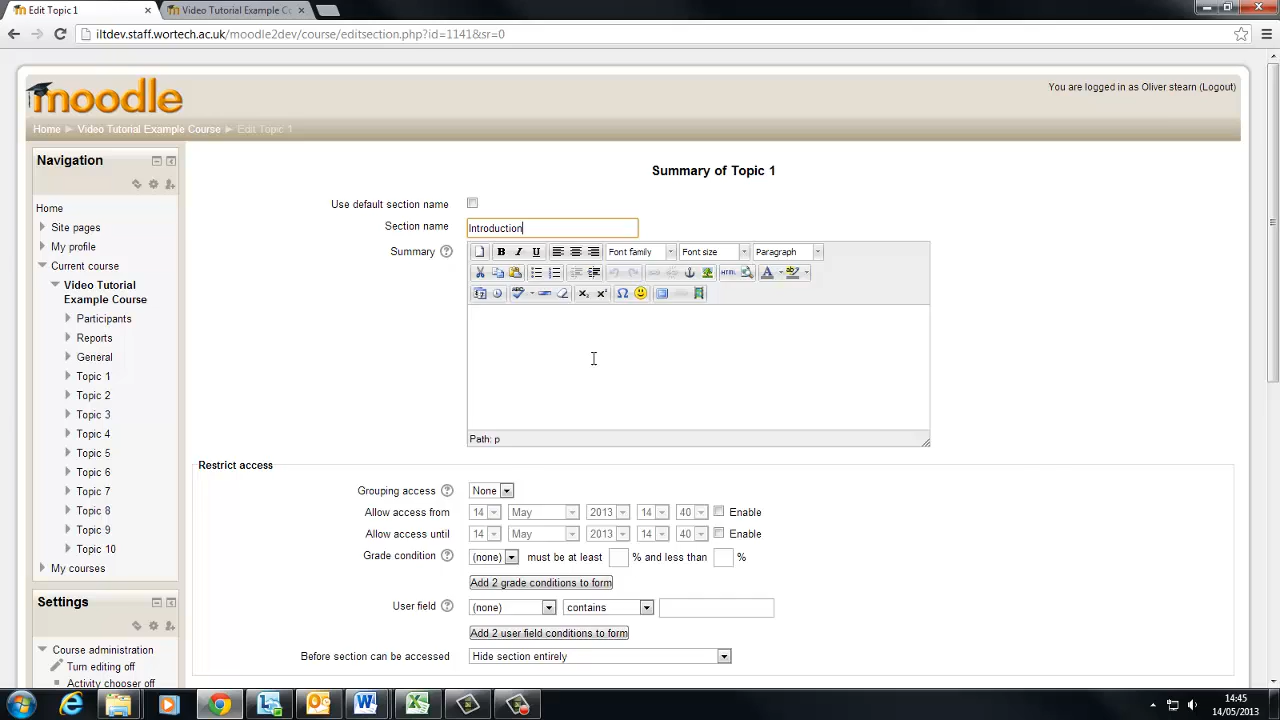 Edit Topic 1
Video Tutorial Example Co
iltdev.staff.wortech.ac.uk/moodle2dev/course/editsection.php?id=1141&sr=0
moodle
You are logged in as Oliver stearn (Logout)
Home ► Video Tutorial Example Course ► Edit Topic 1
Navigation
Home
Site pages
My profile
Current course
Video Tutorial
Example Course
Participants
Reports
General
Topic 1
Topic 2
Topic 3
Topic 4
Topic 5
Topic 6
Topic 7
Topic 8
Topic 9
Topic 10
My courses
Settings
Course administration
Turn editing off
Activity chooser off
Summary of Topic 1
Use default section name
Section name Introduction
Summary
B I U Font family Font size Paragraph
HTML A ab
Path: p
Restrict access
Grouping access None
Allow access from 14 May 2013 14 40 Enable
Allow access until 14 May 2013 14 40 Enable
Grade condition (none) must be at least % and less than %
Add 2 grade conditions to form
User field (none) contains
Add 2 user field conditions to form
Before section can be accessed Hide section entirely
14:45
14/05/2013